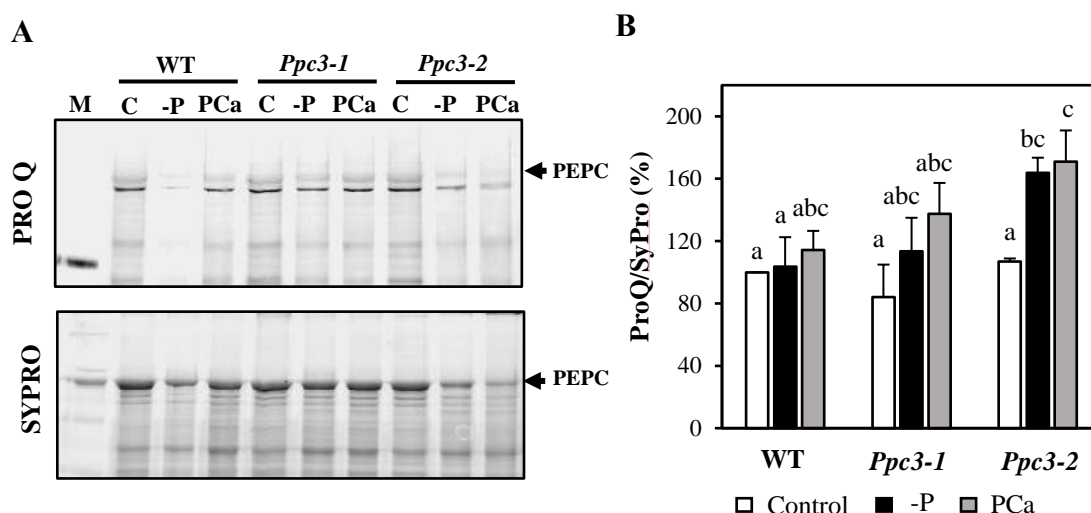 A
WT Ppc3-1 Ppc3-2
M C -P PCa C -P PCa C -P PCa
PRO Q
PEPC
SYPRO
PEPC
B
ProQ/SyPro (%)
200
160
120
80
40
0
a a abc a abc abc a bc c
WT Ppc3-1 Ppc3-2
Control -P PCa